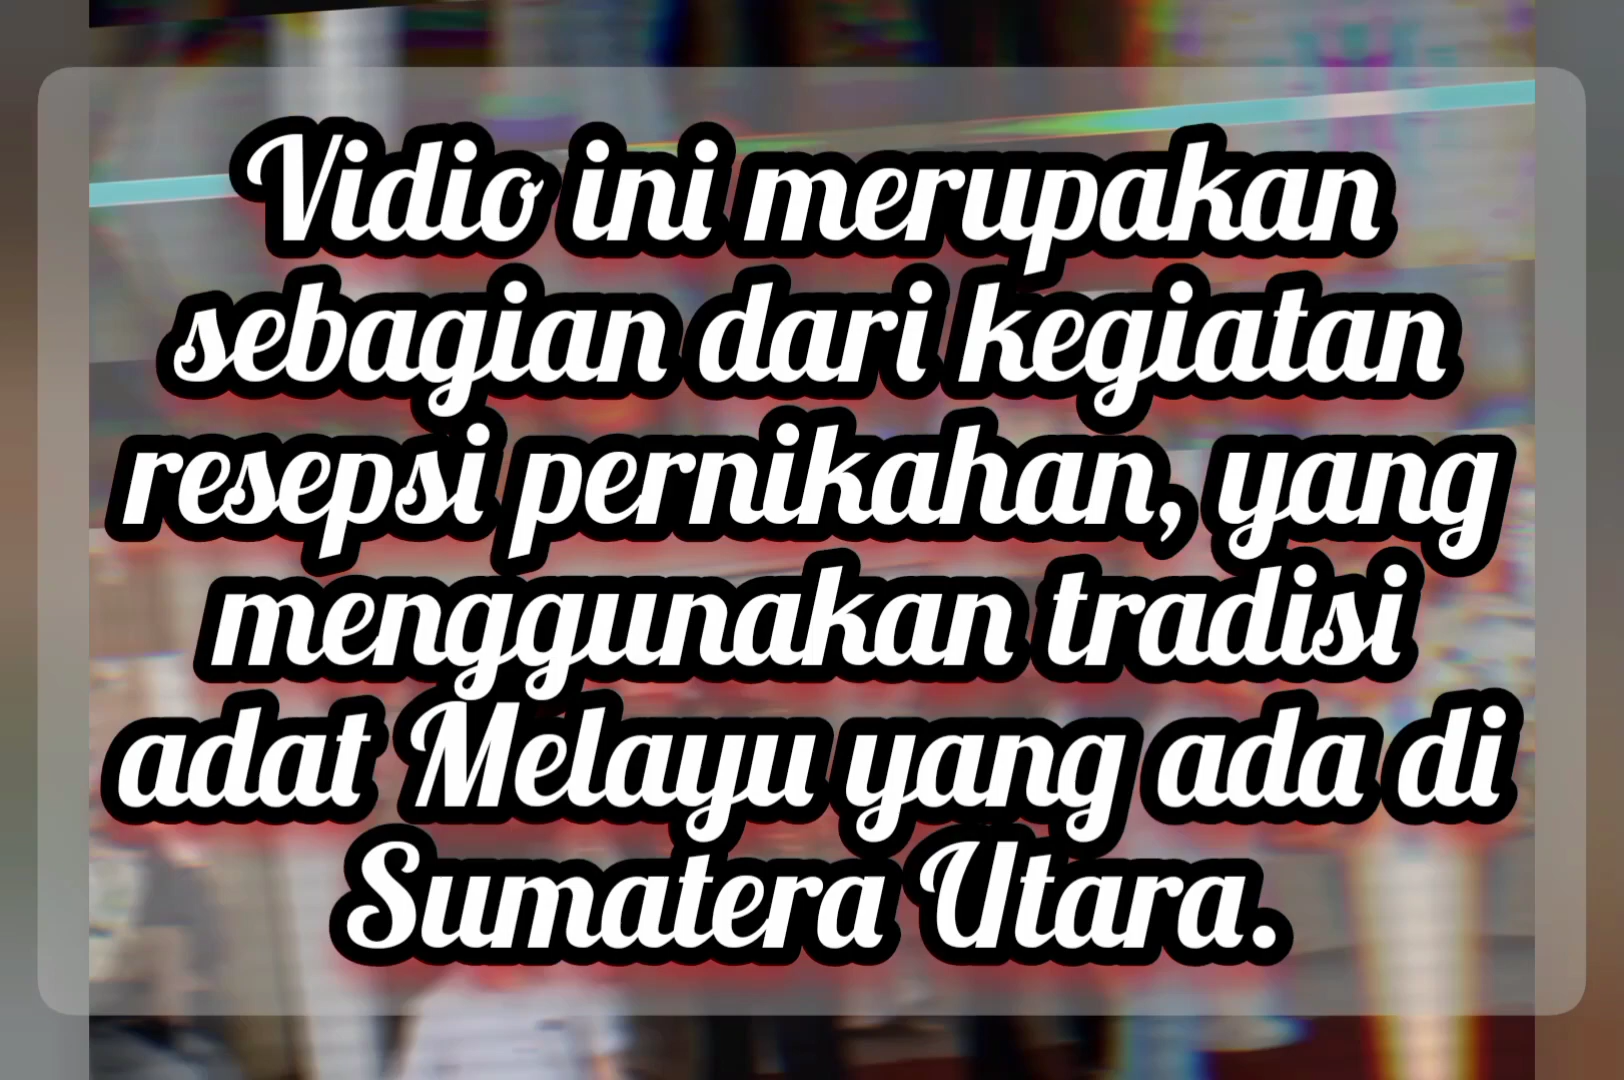 Vidio ini merupakan
sebagian dari kegiatan
resepsi pernikahan, yang
menggunakan tradisi
adat Melayu yang ada di
Sumatera Utara.